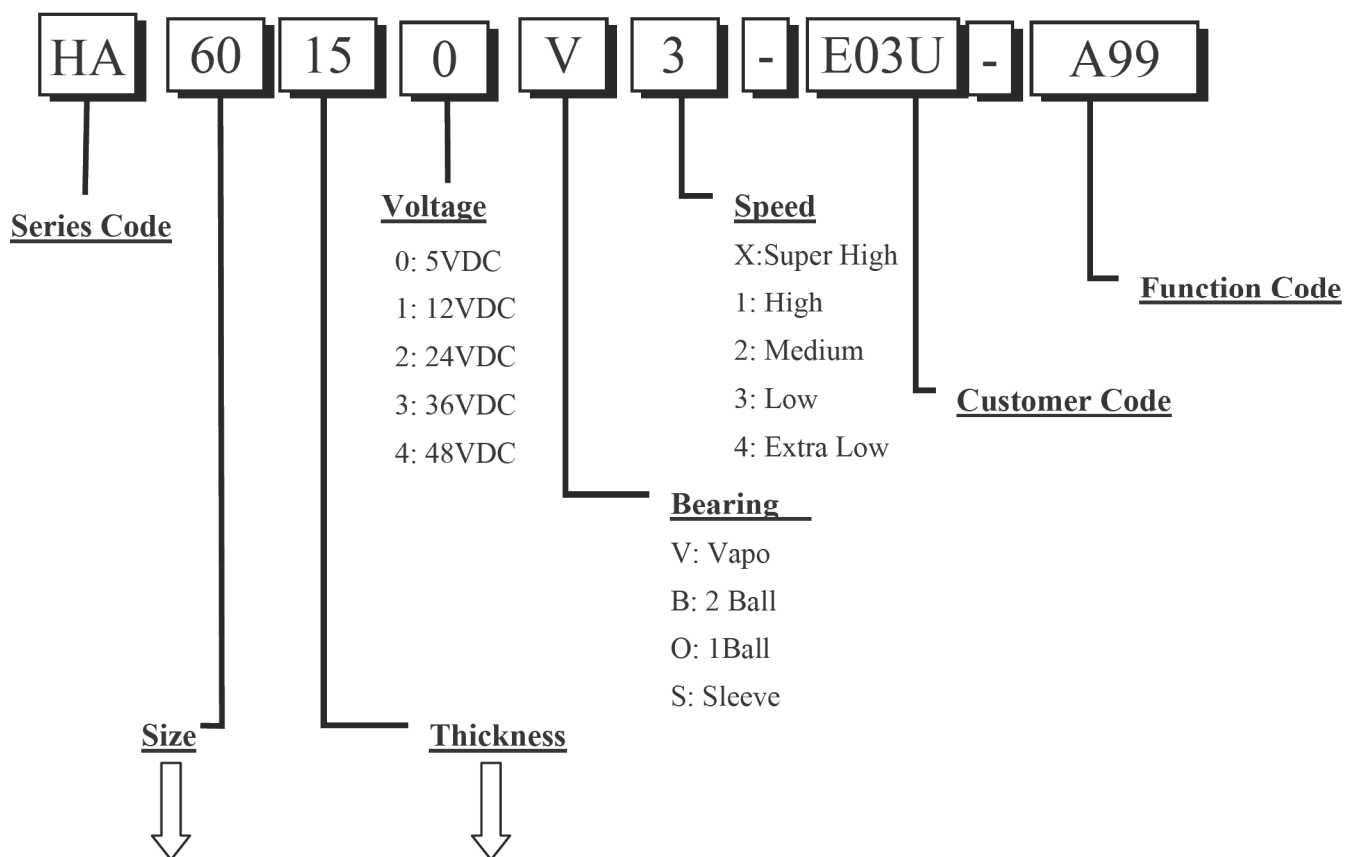 HA 60 15 0 V 3 - E03U - A99
Series Code
Voltage
0: 5VDC
1: 12VDC
2: 24VDC
3: 36VDC
4: 48VDC
Speed
X:Super High
1: High
2: Medium
3: Low
4: Extra Low
Function Code
Customer Code
Bearing
V: Vapo
B: 2 Ball
O: 1Ball
S: Sleeve
Size
Thickness